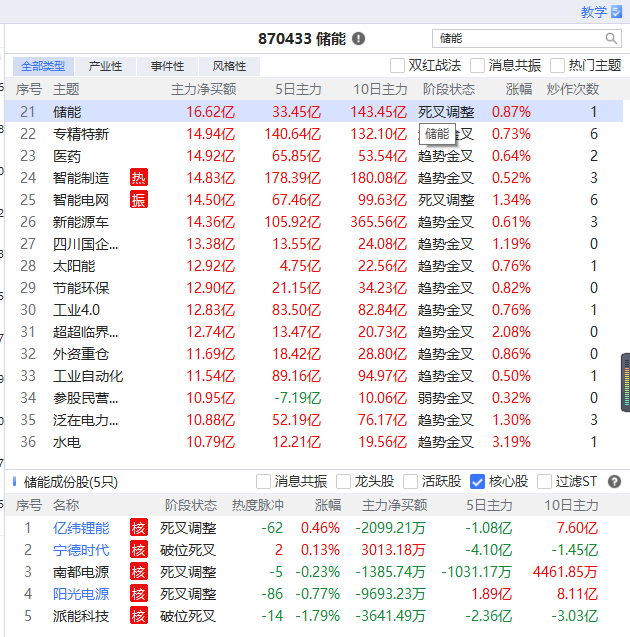 教学
870433 储能
储能
全部类型 产业性 事件性 风格性 双红战法 消息共振 热门主题
序号 主题 主力净买额 5日主力 10日主力 阶段状态 涨幅 炒作次数
21 储能 16.62亿 33.45亿 143.45亿 死叉调整 0.87% 1
22 专精特新 14.94亿 140.64亿 132.10亿 金叉 0.73% 6
储能
23 医药 14.92亿 65.85亿 53.54亿 趋势金叉 0.64% 2
24 智能制造 热 14.83亿 178.39亿 180.08亿 趋势金叉 0.52% 3
25 智能电网 振 14.50亿 67.46亿 99.63亿 死叉调整 1.34% 6
26 新能源车 14.36亿 105.92亿 365.56亿 趋势金叉 0.61% 3
27 四川国企... 13.38亿 13.55亿 24.08亿 趋势金叉 1.19% 0
28 太阳能 12.92亿 4.75亿 22.56亿 趋势金叉 0.76% 1
29 节能环保 12.90亿 21.15亿 34.23亿 趋势金叉 0.82% 0
30 工业4.0 12.83亿 83.50亿 82.84亿 趋势金叉 0.76% 1
31 超超临界... 12.74亿 13.47亿 20.73亿 趋势金叉 2.08% 0
32 外资重仓 11.69亿 18.42亿 28.80亿 趋势金叉 0.86% 0
33 工业自动化 11.54亿 89.16亿 94.97亿 趋势金叉 0.50% 1
34 参股民营... 10.95亿 -7.19亿 10.06亿 弱势金叉 0.32% 0
35 泛在电力... 10.88亿 52.19亿 76.17亿 趋势金叉 1.30% 3
36 水电 10.79亿 12.21亿 19.56亿 趋势金叉 3.19% 1
储能成份股(5只) 消息共振 龙头股 活跃股 核心股 过滤ST
序号 名称 阶段状态 热度脉冲 涨幅 主力净买额 5日主力 10日主力
1 亿纬锂能 核 死叉调整 -62 0.46% -2099.21万 -1.08亿 7.60亿
2 宁德时代 核 破位死叉 2 0.13% 3013.18万 -4.10亿 -1.45亿
3 南都电源 核 死叉调整 -5 -0.23% -1385.74万 -1031.17万 4461.85万
4 阳光电源 核 死叉调整 -86 -0.77% -9693.23万 1.89亿 8.11亿
5 派能科技 核 破位死叉 -14 -1.79% -3641.49万 -2.36亿 -3.03亿